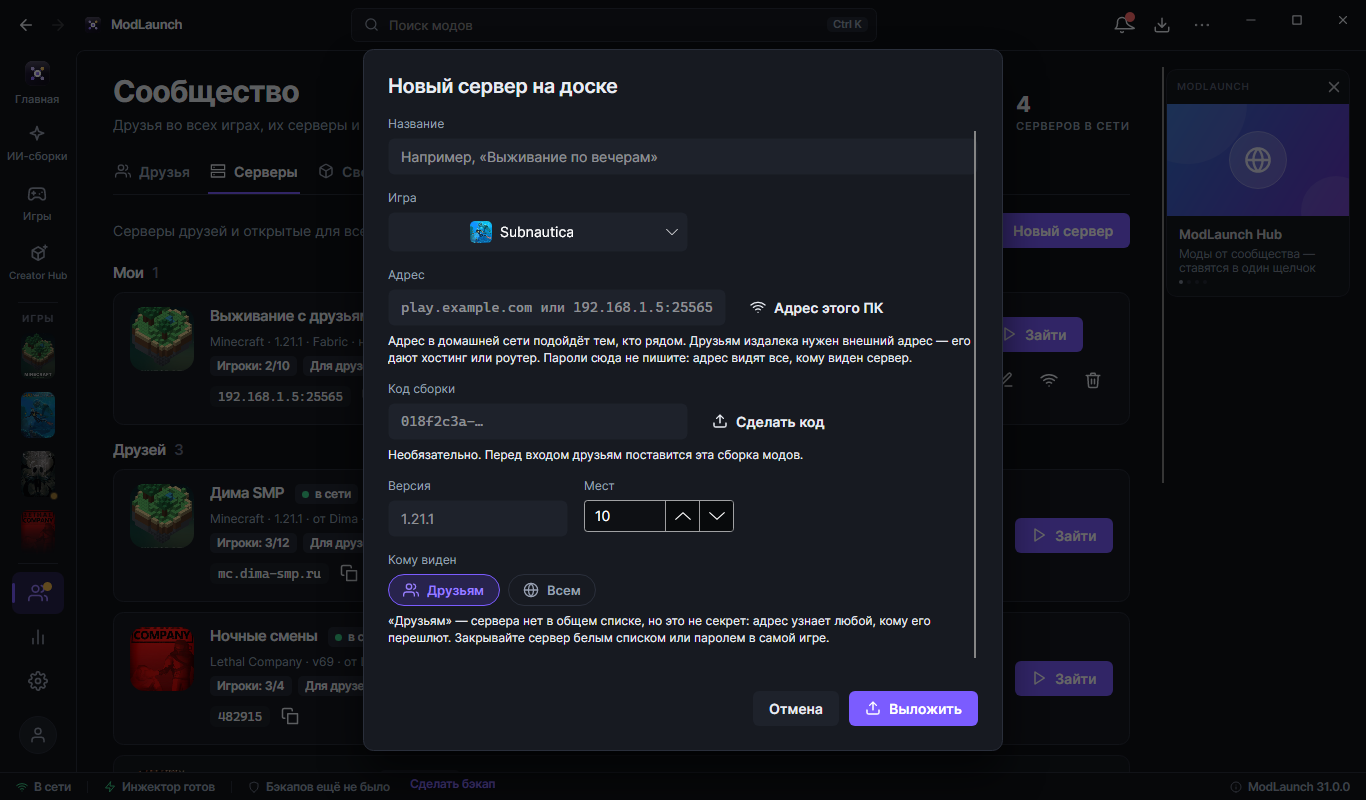 ModLaunch
Поиск модов
Ctrl K
Главная
ИИ-сборки
Игры
Creator Hub
ИГРЫ
MINECRAFT
Сообщество
Друзья во всех играх, их серверы и
4
СЕРВЕРОВ В СЕТИ
Друзья
Серверы
Серверы друзей и открытые для все
Новый сервер
Мои 1
Выживание с друзья
Minecraft · 1.21.1 · Fabric ·
Игроки: 2/10
Для друз
192.168.1.5:25565
Зайти
Друзей 3
Дима SMP
в сети
Minecraft · 1.21.1 · от Dima
Игроки: 3/12
Для друз
mc.dima-smp.ru
Зайти
COMPANY
Ночные смены
в с
Lethal Company · v69 · от
Игроки: 3/4
Для друзе
482915
Зайти
Новый сервер на доске
Название
Например, «Выживание по вечерам»
Игра
Subnautica
Адрес
play.example.com или 192.168.1.5:25565
Адрес этого ПК
Адрес в домашней сети подойдёт тем, кто рядом. Друзьям издалека нужен внешний адрес — его
дают хостинг или роутер. Пароли сюда не пишите: адрес видят все, кому виден сервер.
Код сборки
018f2c3a-…
Сделать код
Необязательно. Перед входом друзьям поставится эта сборка модов.
Версия
Мест
1.21.1
10
Кому виден
Друзьям
Всем
«Друзьям» — сервера нет в общем списке, но это не секрет: адрес узнает любой, кому его
перешлют. Закрывайте сервер белым списком или паролем в самой игре.
Отмена
Выложить
MODLAUNCH
ModLaunch Hub
Моды от сообщества —
ставятся в один щелчок
В сети
Инжектор готов
Бэкапов ещё не было
Сделать бэкап
ModLaunch 31.0.0